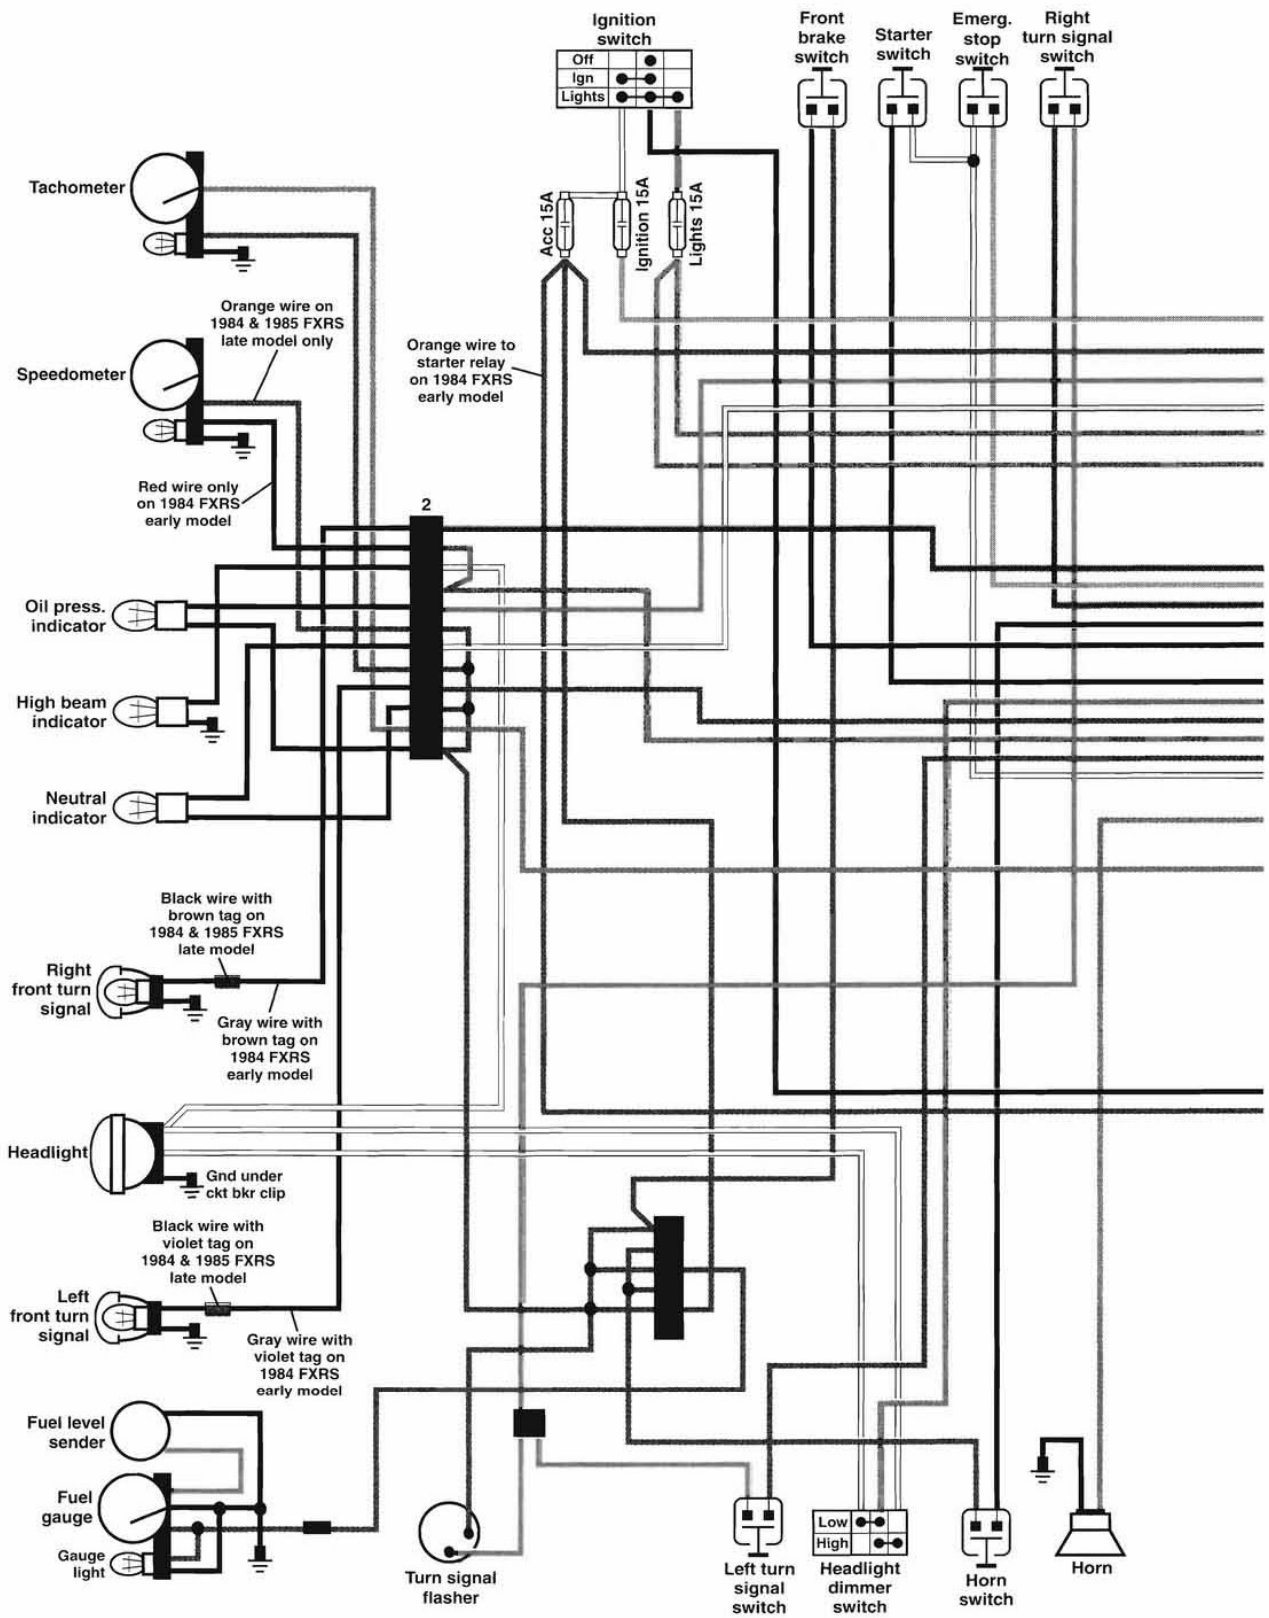 Ignition
switch
Off
Ign
Lights
Front
brake
switch
Starter
switch
Emerg.
stop
switch
Right
turn signal
switch
Tachometer
Acc 15A
Ignition 15A
Lights 15A
Orange wire on
1984 & 1985 FXRS
late model only
Speedometer
Orange wire to
starter relay
on 1984 FXRS
early model
Red wire only
on 1984 FXRS
early model
2
Oil press.
indicator
High beam
indicator
Neutral
indicator
Black wire with
brown tag on
1984 & 1985 FXRS
late model
Right
front turn
signal
Gray wire with
brown tag on
1984 FXRS
early model
Headlight
Gnd under
ckt bkr clip
Black wire with
violet tag on
1984 & 1985 FXRS
late model
Left
front turn
signal
Gray wire with
violet tag on
1984 FXRS
early model
Fuel level
sender
Fuel
gauge
Gauge
light
Turn signal
flasher
Left turn
signal
switch
Low
High
Headlight
dimmer
switch
Horn
switch
Horn